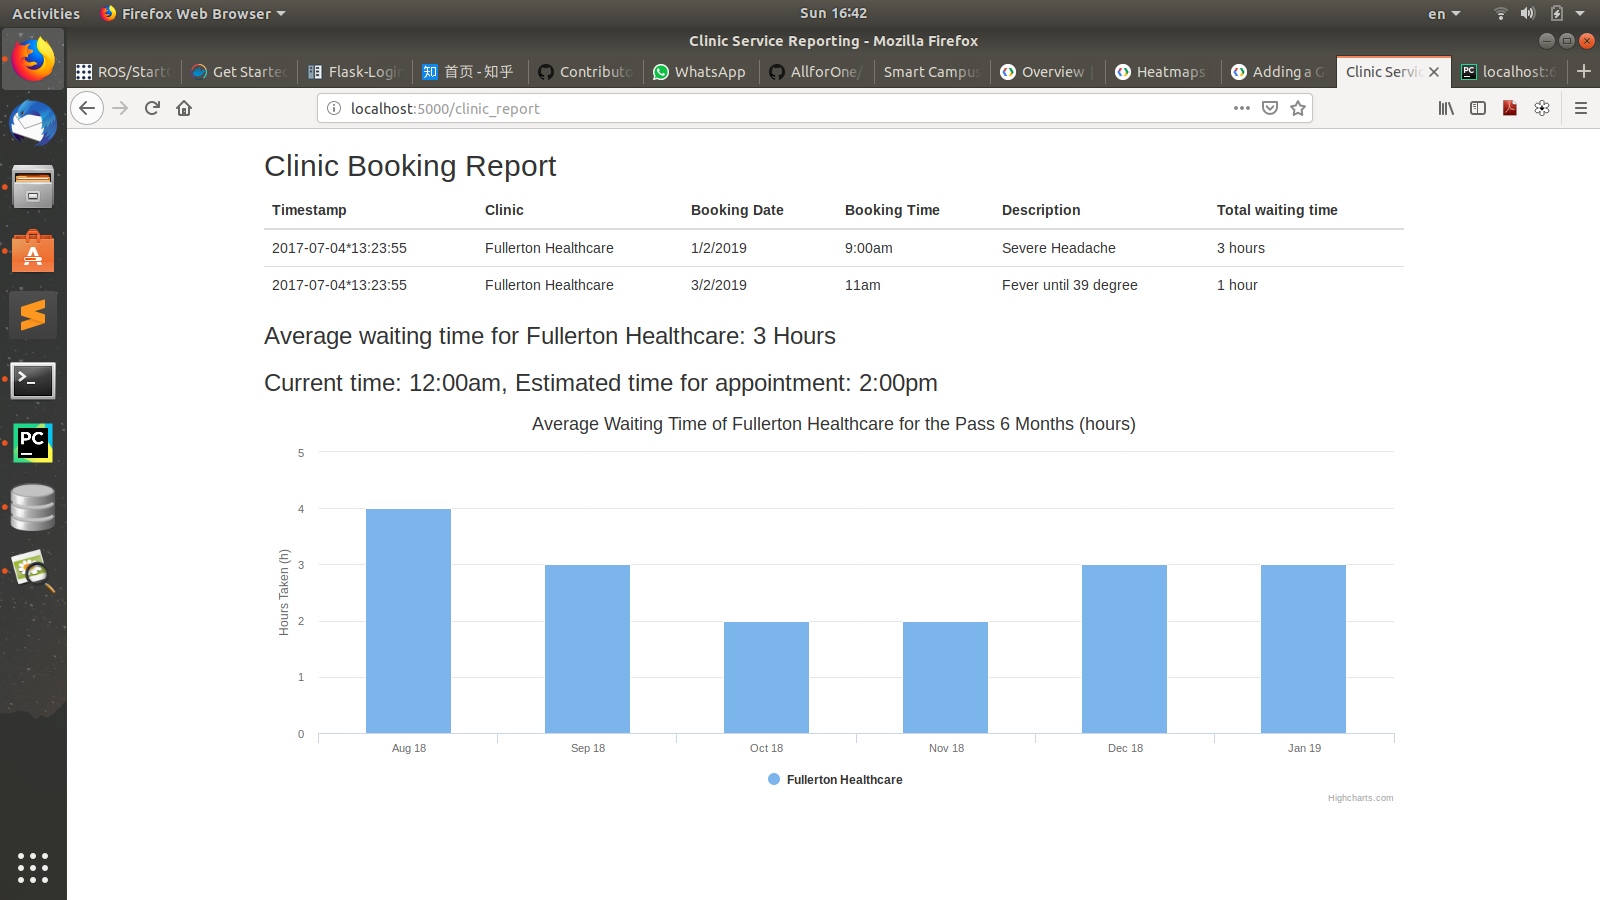 Activities Firefox Web Browser Sun 16:42 en
Clinic Service Reporting - Mozilla Firefox
ROS/Start Get Started Flask-Login 首页 - 知乎 Contributo WhatsApp AllforOne/ Smart Campus Overview Heatmaps Adding a G Clinic Servic localhost:6
localhost:5000/clinic_report
Clinic Booking Report
Timestamp Clinic Booking Date Booking Time Description Total waiting time
2017-07-04*13:23:55 Fullerton Healthcare 1/2/2019 9:00am Severe Headache 3 hours
2017-07-04*13:23:55 Fullerton Healthcare 3/2/2019 11am Fever until 39 degree 1 hour
Average waiting time for Fullerton Healthcare: 3 Hours
Current time: 12:00am, Estimated time for appointment: 2:00pm
Average Waiting Time of Fullerton Healthcare for the Pass 6 Months (hours)
Hours Taken (h)
5
4
3
2
1
0
Aug 18 Sep 18 Oct 18 Nov 18 Dec 18 Jan 19
Fullerton Healthcare
Highcharts.com